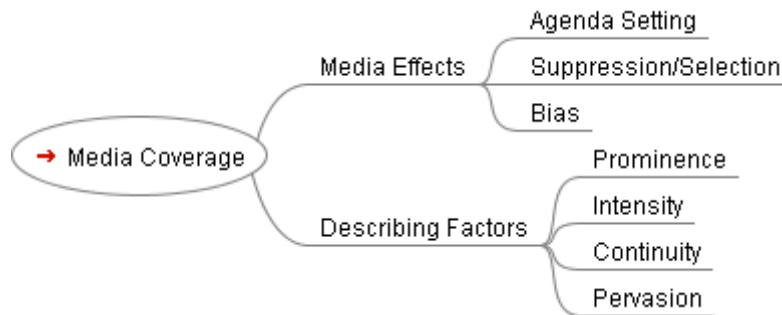 Media Coverage
Media Effects
Agenda Setting
Suppression/Selection
Bias
Describing Factors
Prominence
Intensity
Continuity
Pervasion